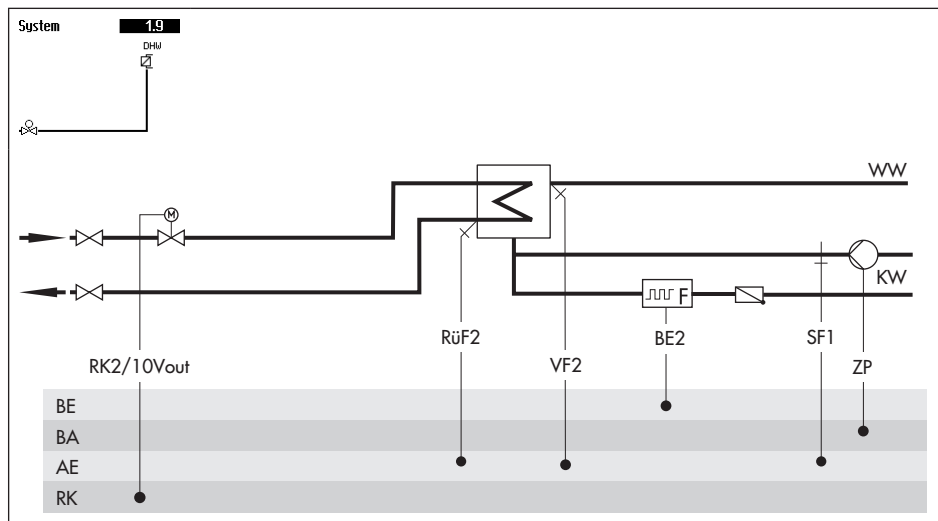 System 1.9
DHW
WW
M
KW
F
RüF2
BE2
SF1
VF2
ZP
RK2/10Vout
BE
BA
AE
RK